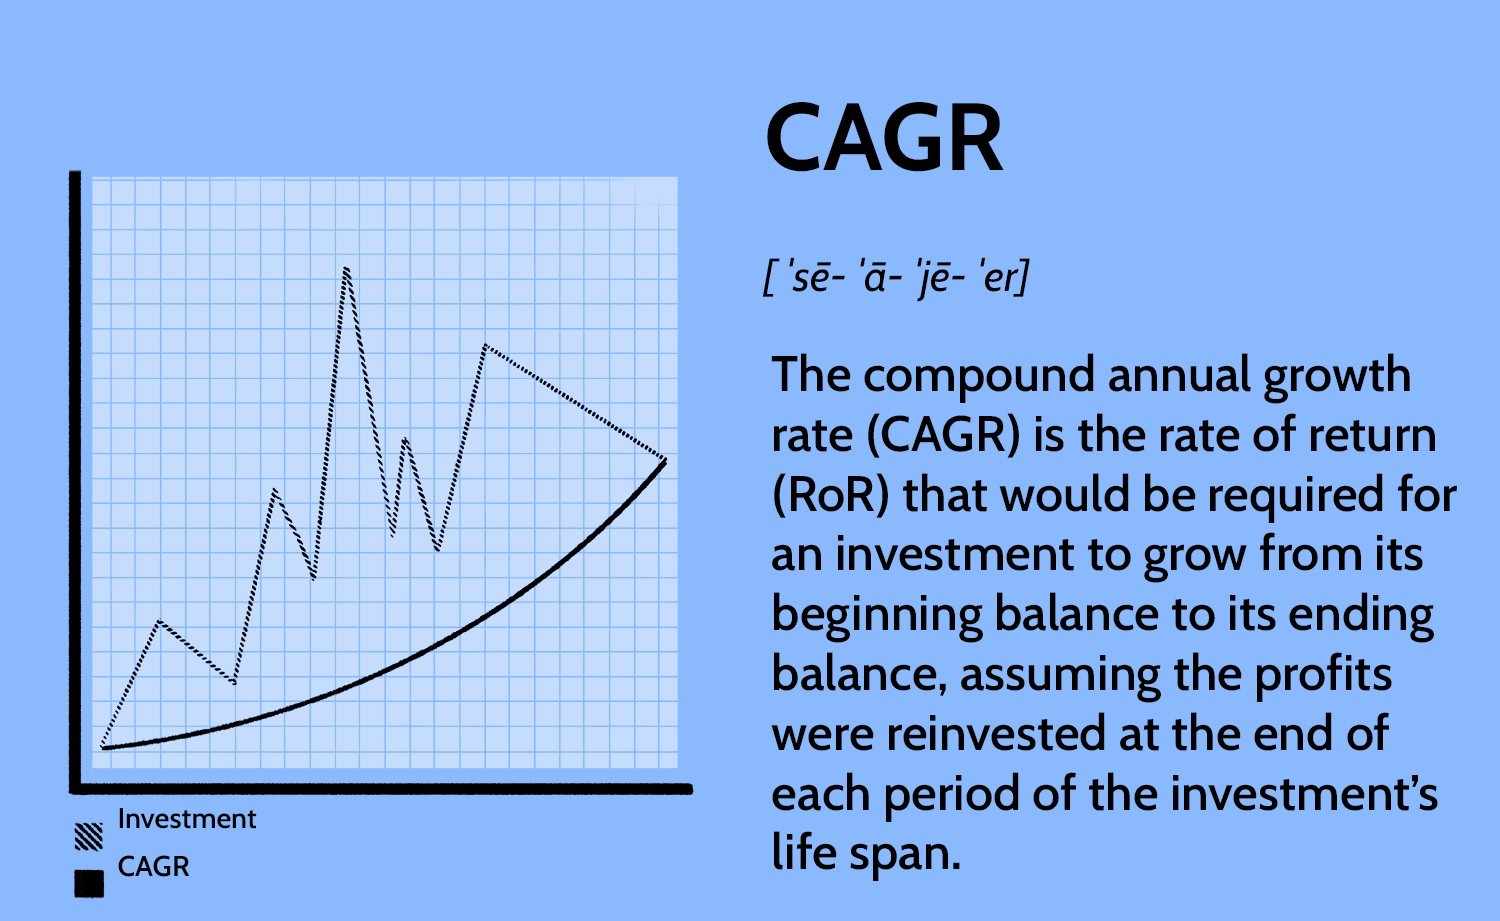 CAGR
[ ˈsē- ˈā- ˈjē- ˈer]
The compound annual growth
rate (CAGR) is the rate of return
(RoR) that would be required for
an investment to grow from its
beginning balance to its ending
balance, assuming the profits
were reinvested at the end of
each period of the investment’s
life span.
Investment
CAGR